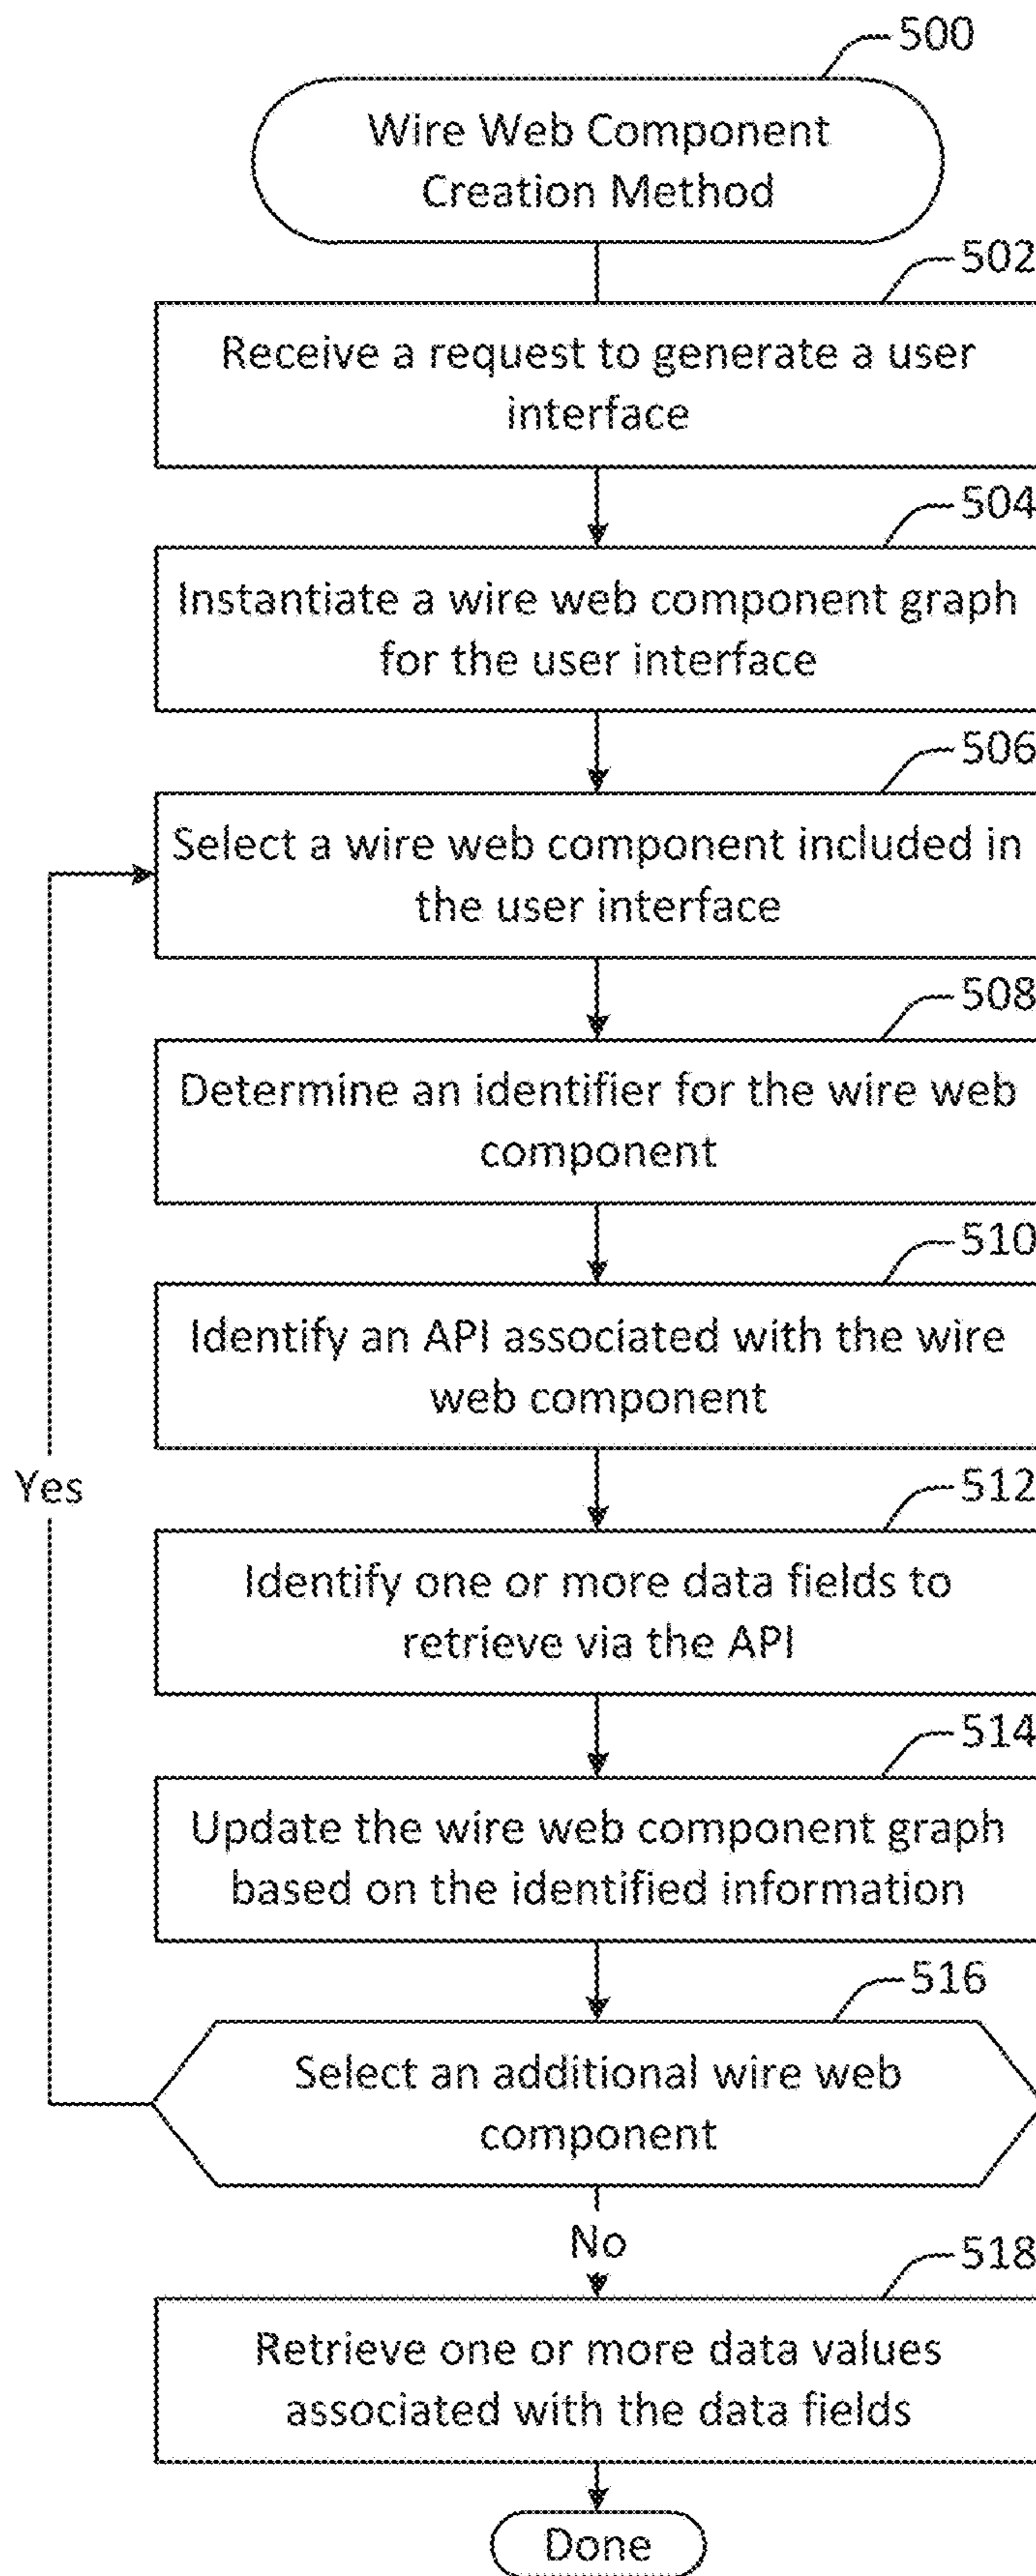 500
Wire Web Component
Creation Method
502
Receive a request to generate a user
interface
504
Instantiate a wire web component graph
for the user interface
506
Select a wire web component included in
the user interface
508
Determine an identifier for the wire web
component
510
Identify an API associated with the wire
web component
Yes
512
Identify one or more data fields to
retrieve via the API
514
Update the wire web component graph
based on the identified information
516
Select an additional wire web
component
No
518
Retrieve one or more data values
associated with the data fields
Done